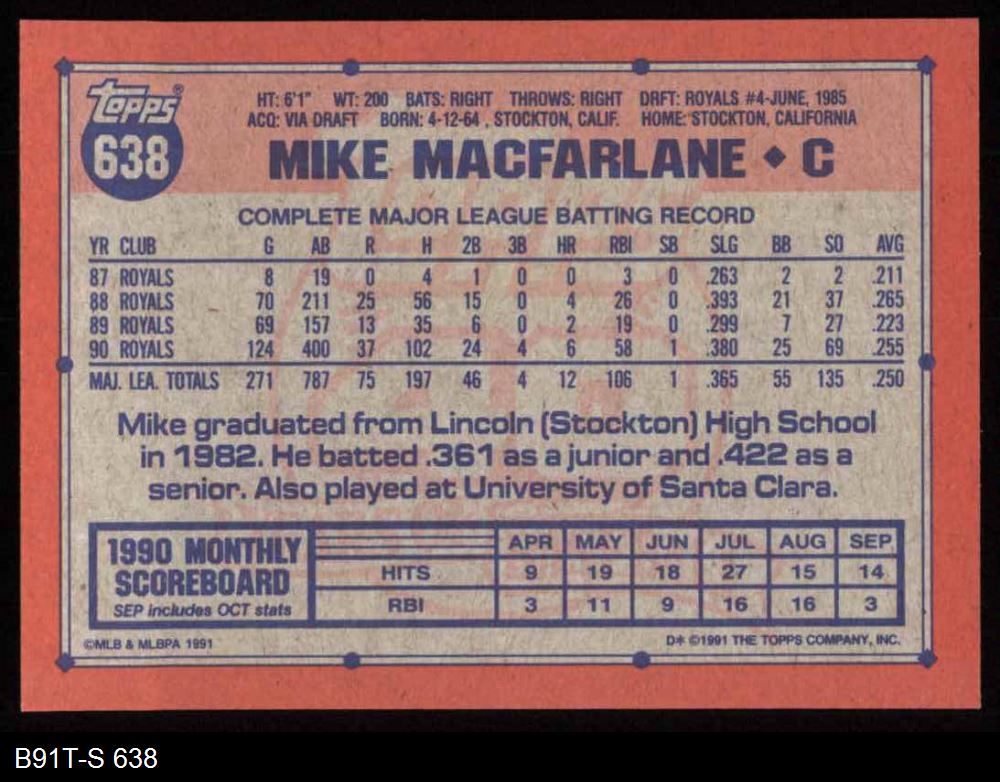 Topps®
638
HT: 6'1" WT: 200 BATS: RIGHT THROWS: RIGHT DRFT: ROYALS #4-JUNE, 1985
ACQ: VIA DRAFT BORN: 4-12-64 , STOCKTON, CALIF. HOME: STOCKTON, CALIFORNIA
MIKE MACFARLANE ◆ C
COMPLETE MAJOR LEAGUE BATTING RECORD
YR CLUB G AB R H 2B 3B HR RBI SB SLG BB SO AVG
87 ROYALS 8 19 0 4 1 0 0 3 0 .263 2 2 .211
88 ROYALS 70 211 25 56 15 0 4 26 0 .393 21 37 .265
89 ROYALS 69 157 13 35 6 0 2 19 0 .299 7 27 .223
90 ROYALS 124 400 37 102 24 4 6 58 1 .380 25 69 .255
MAJ. LEA. TOTALS 271 787 75 197 46 4 12 106 1 .365 55 135 .250
Mike graduated from Lincoln (Stockton) High School
in 1982. He batted .361 as a junior and .422 as a
senior. Also played at University of Santa Clara.
1990 MONTHLY
SCOREBOARD
SEP includes OCT stats
APR MAY JUN JUL AUG SEP
HITS 9 19 18 27 15 14
RBI 3 11 9 16 16 3
©MLB & MLBPA 1991
D* ©1991 THE TOPPS COMPANY, INC.
B91T-S 638